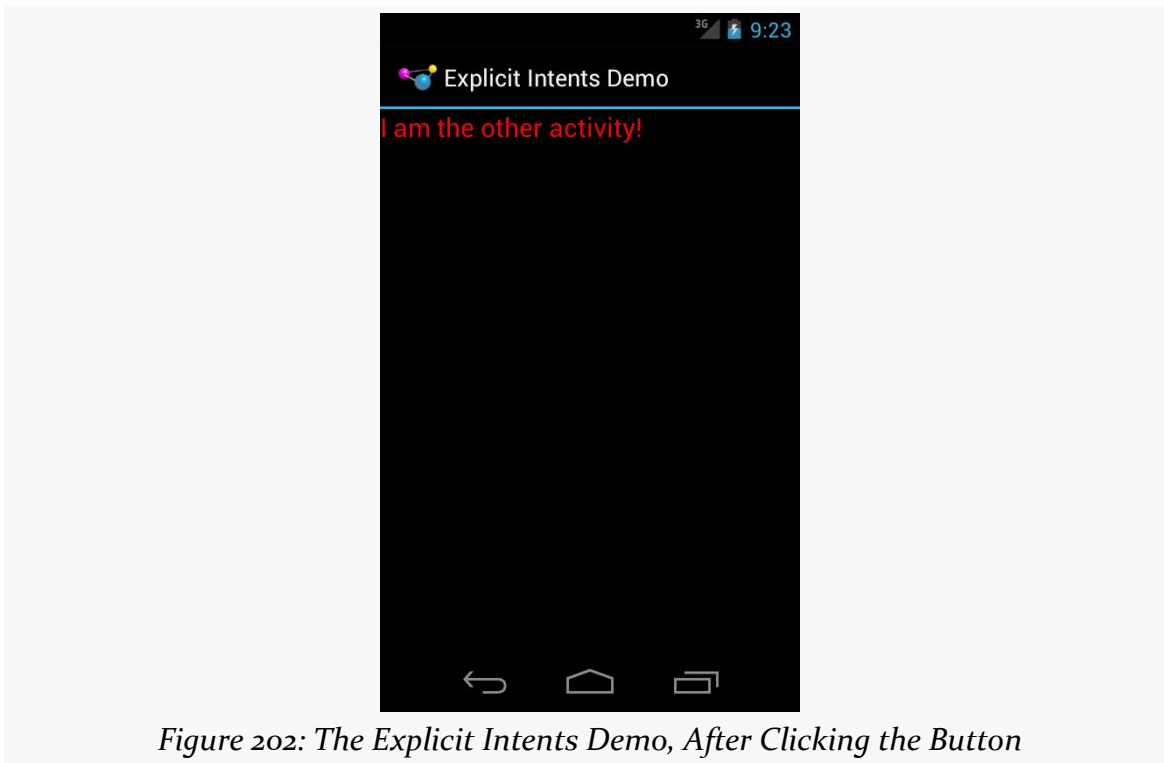 3G 9:23
Explicit Intents Demo
I am the other activity!
Figure 202: The Explicit Intents Demo, After Clicking the Button